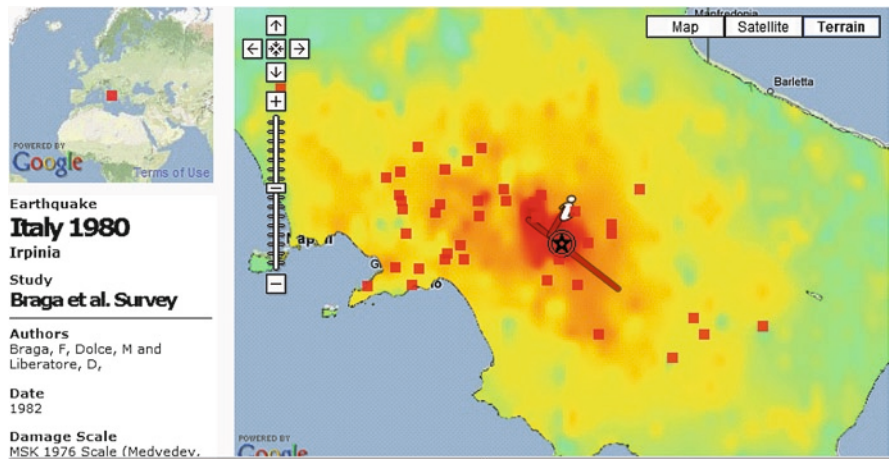 POWERED BY
Google
Terms of Use
Earthquake
Italy 1980
Irpinia
Study
Braga et al. Survey
Authors
Braga, F, Dolce, M and
Liberatore, D,
Date
1982
Damage Scale
MSK 1976 Scale (Medvedev,
Map
Satellite
Terrain
Manfredonia
Barletta
POWERED BY
Google